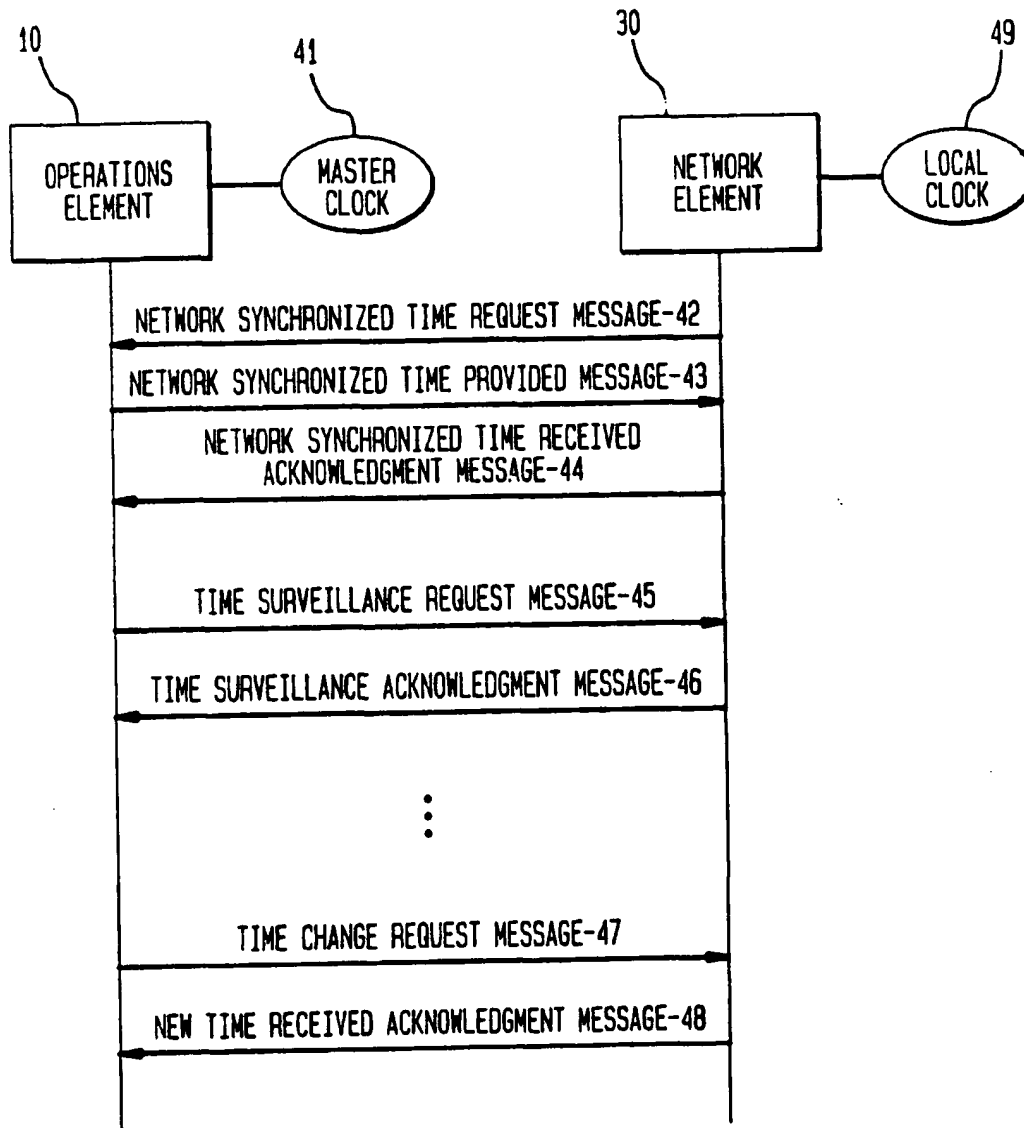 10
41
30
49
OPERATIONS
ELEMENT
MASTER
CLOCK
NETWORK
ELEMENT
LOCAL
CLOCK
NETWORK SYNCHRONIZED TIME REQUEST MESSAGE-42
NETWORK SYNCHRONIZED TIME PROVIDED MESSAGE-43
NETWORK SYNCHRONIZED TIME RECEIVED
ACKNOWLEDGMENT MESSAGE-44
TIME SURVEILLANCE REQUEST MESSAGE-45
TIME SURVEILLANCE ACKNOWLEDGMENT MESSAGE-46
TIME CHANGE REQUEST MESSAGE-47
NEW TIME RECEIVED ACKNOWLEDGMENT MESSAGE-48